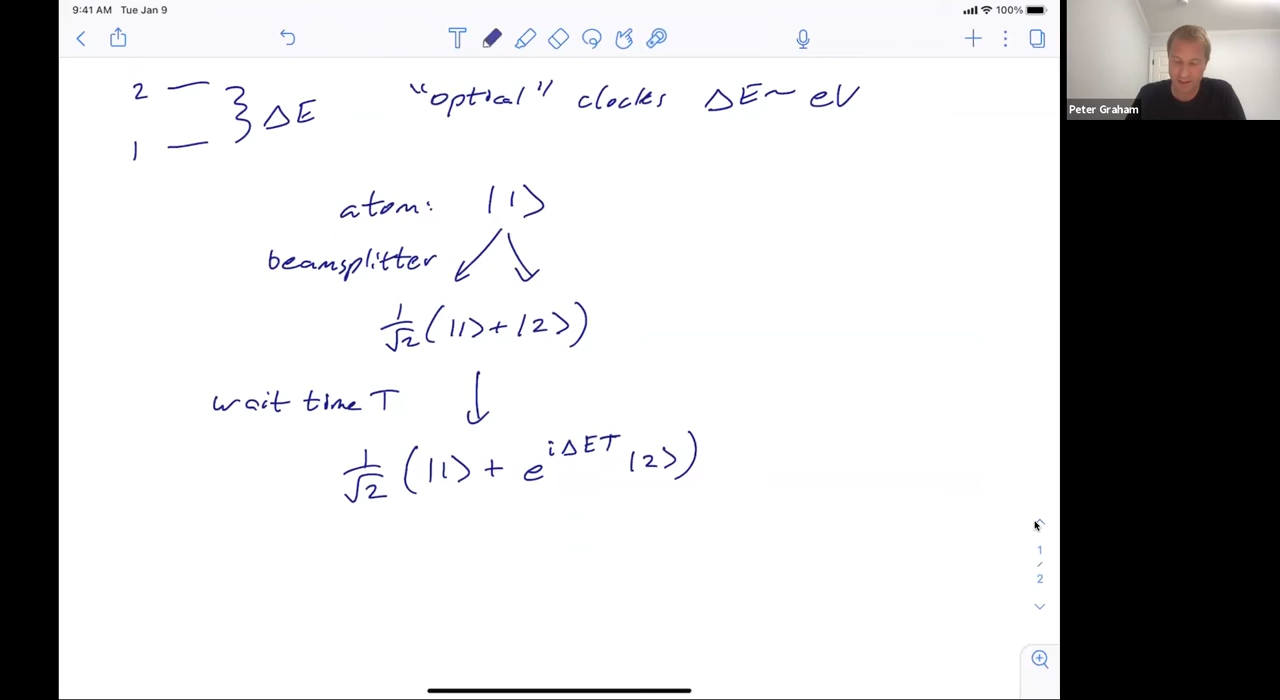 9:41 AM Tue Jan 9
100%
Peter Graham
2
1
ΔE
"optical" clocks ΔE~ eV
atom: |1>
beamsplitter
1/√2 (|1>+|2>)
wait time T
1/√2 (|1> + e^{iΔET} |2>)
1
/
2